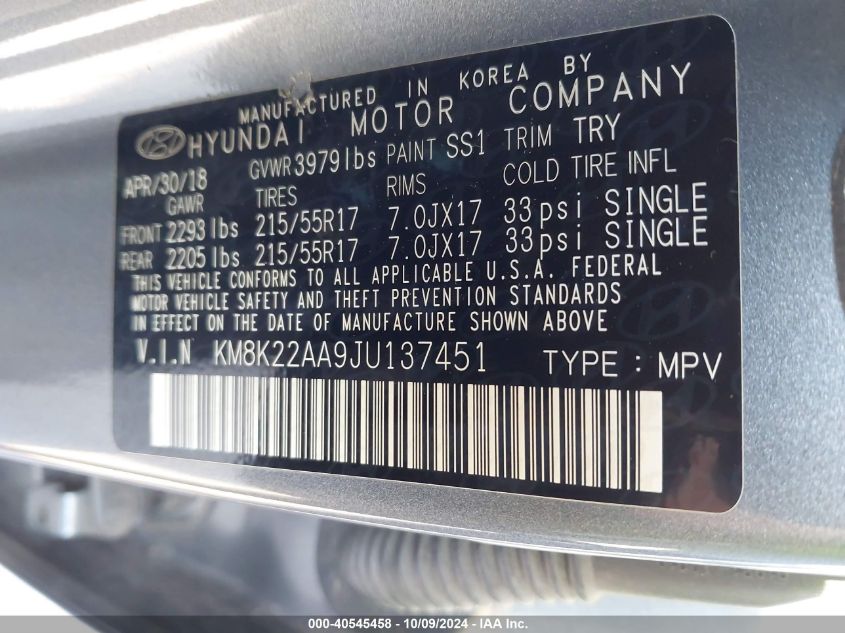 MANUFACTURED IN KOREA BY
HYUNDAI MOTOR COMPANY
APR/30/18 GVWR 3979lbs PAINT SS1 TRIM TRY
GAWR TIRES RIMS COLD TIRE INFL
FRONT 2293 lbs 215/55R17 7.0JX17 33psi SINGLE
REAR 2205 lbs 215/55R17 7.0JX17 33psi SINGLE
THIS VEHICLE CONFORMS TO ALL APPLICABLE U.S.A. FEDERAL
MOTOR VEHICLE SAFETY AND THEFT PREVENTION STANDARDS
IN EFFECT ON THE DATE OF MANUFACTURE SHOWN ABOVE
V.I.N KM8K22AA9JU137451 TYPE : MPV
000-40545458 - 10/09/2024 - IAA Inc.